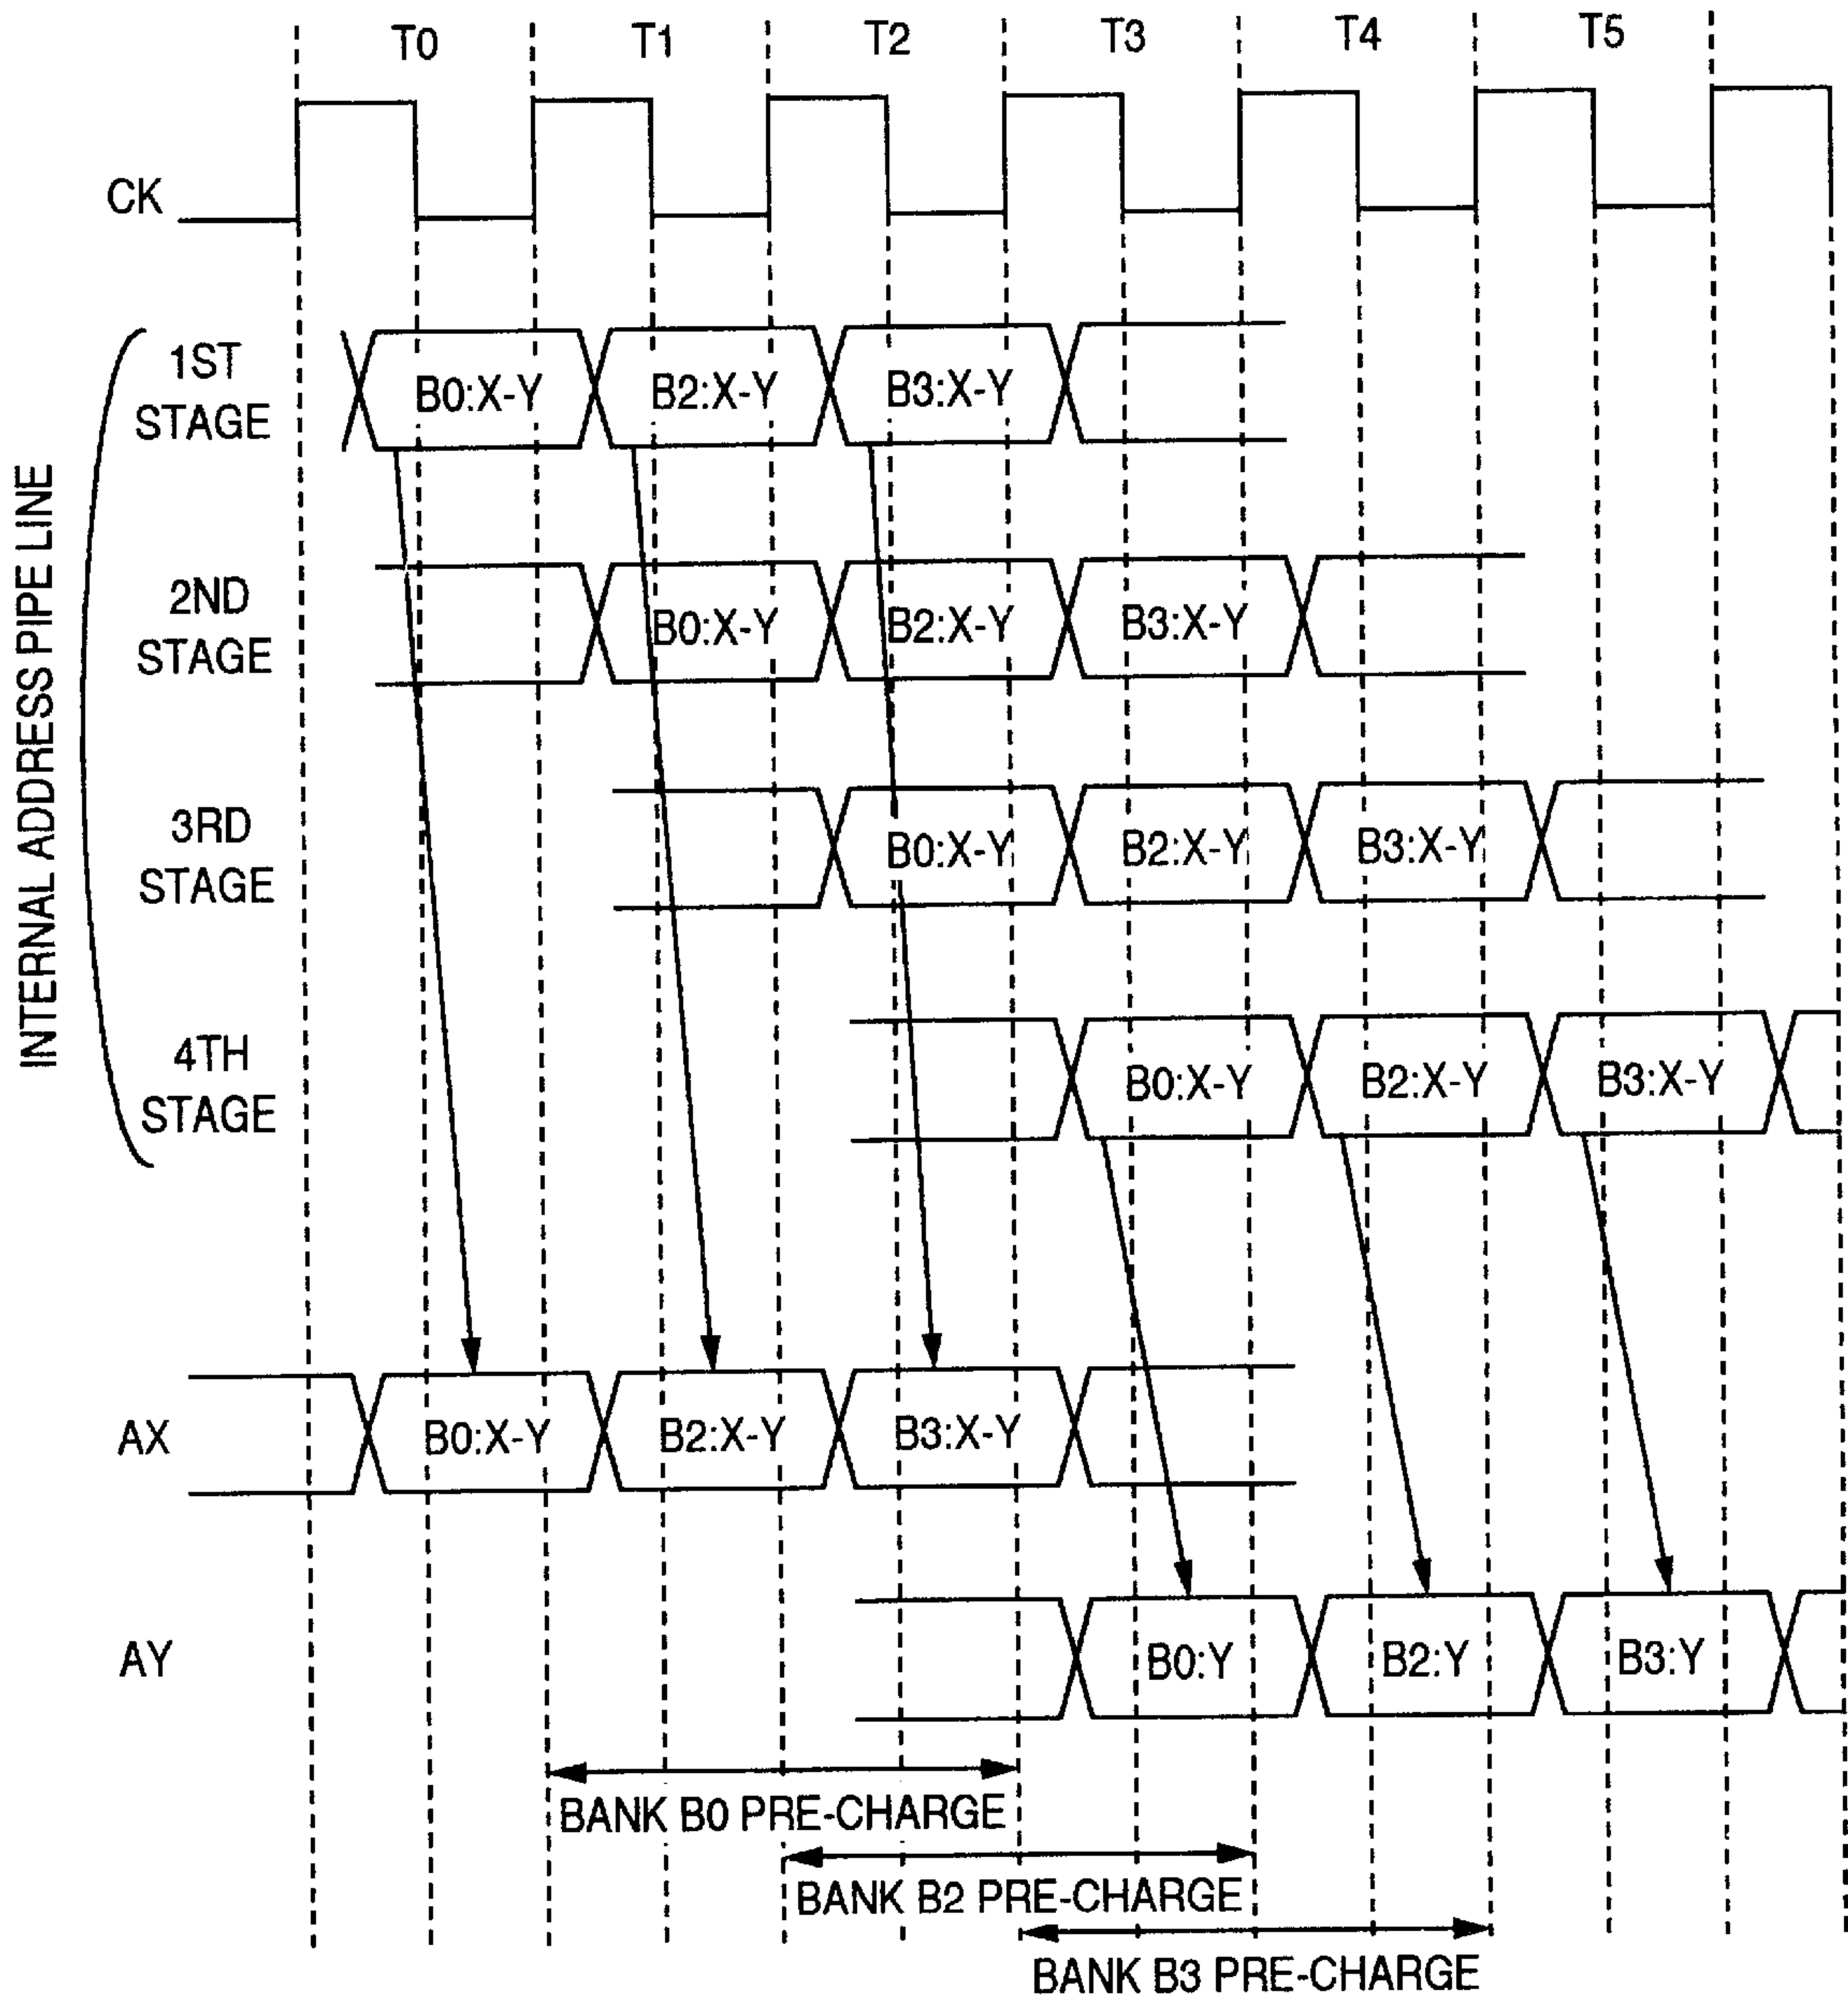 T0 T1 T2 T3 T4 T5
CK
INTERNAL ADDRESS PIPE LINE
1ST
STAGE
B0:X-Y B2:X-Y B3:X-Y
2ND
STAGE
B0:X-Y B2:X-Y B3:X-Y
3RD
STAGE
B0:X-Y B2:X-Y B3:X-Y
4TH
STAGE
B0:X-Y B2:X-Y B3:X-Y
AX B0:X-Y B2:X-Y B3:X-Y
AY B0:Y B2:Y B3:Y
BANK B0 PRE-CHARGE
BANK B2 PRE-CHARGE
BANK B3 PRE-CHARGE